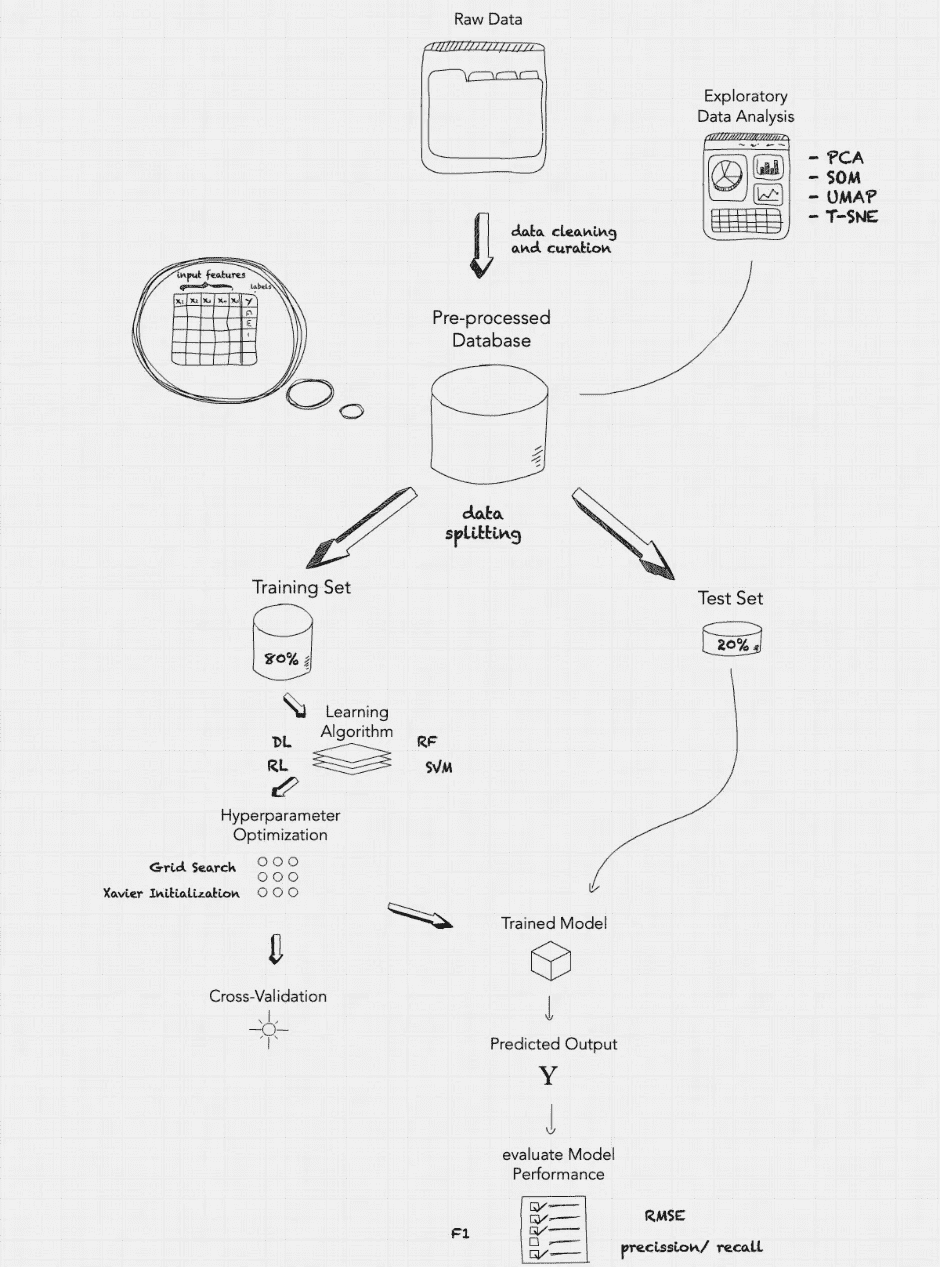 Raw Data
Exploratory
Data Analysis
- PCA
- SOM
- UMAP
- T-SNE
data cleaning
and curation
input features
labels
Y
Pre-processed
Database
data
splitting
Training Set
80%
Test Set
20%
Learning
Algorithm
DL
RF
RL
SVM
Hyperparameter
Optimization
Grid Search
Xavier Initialization
Trained Model
Cross-Validation
Predicted Output
Y
evaluate Model
Performance
F1
RMSE
precission/ recall